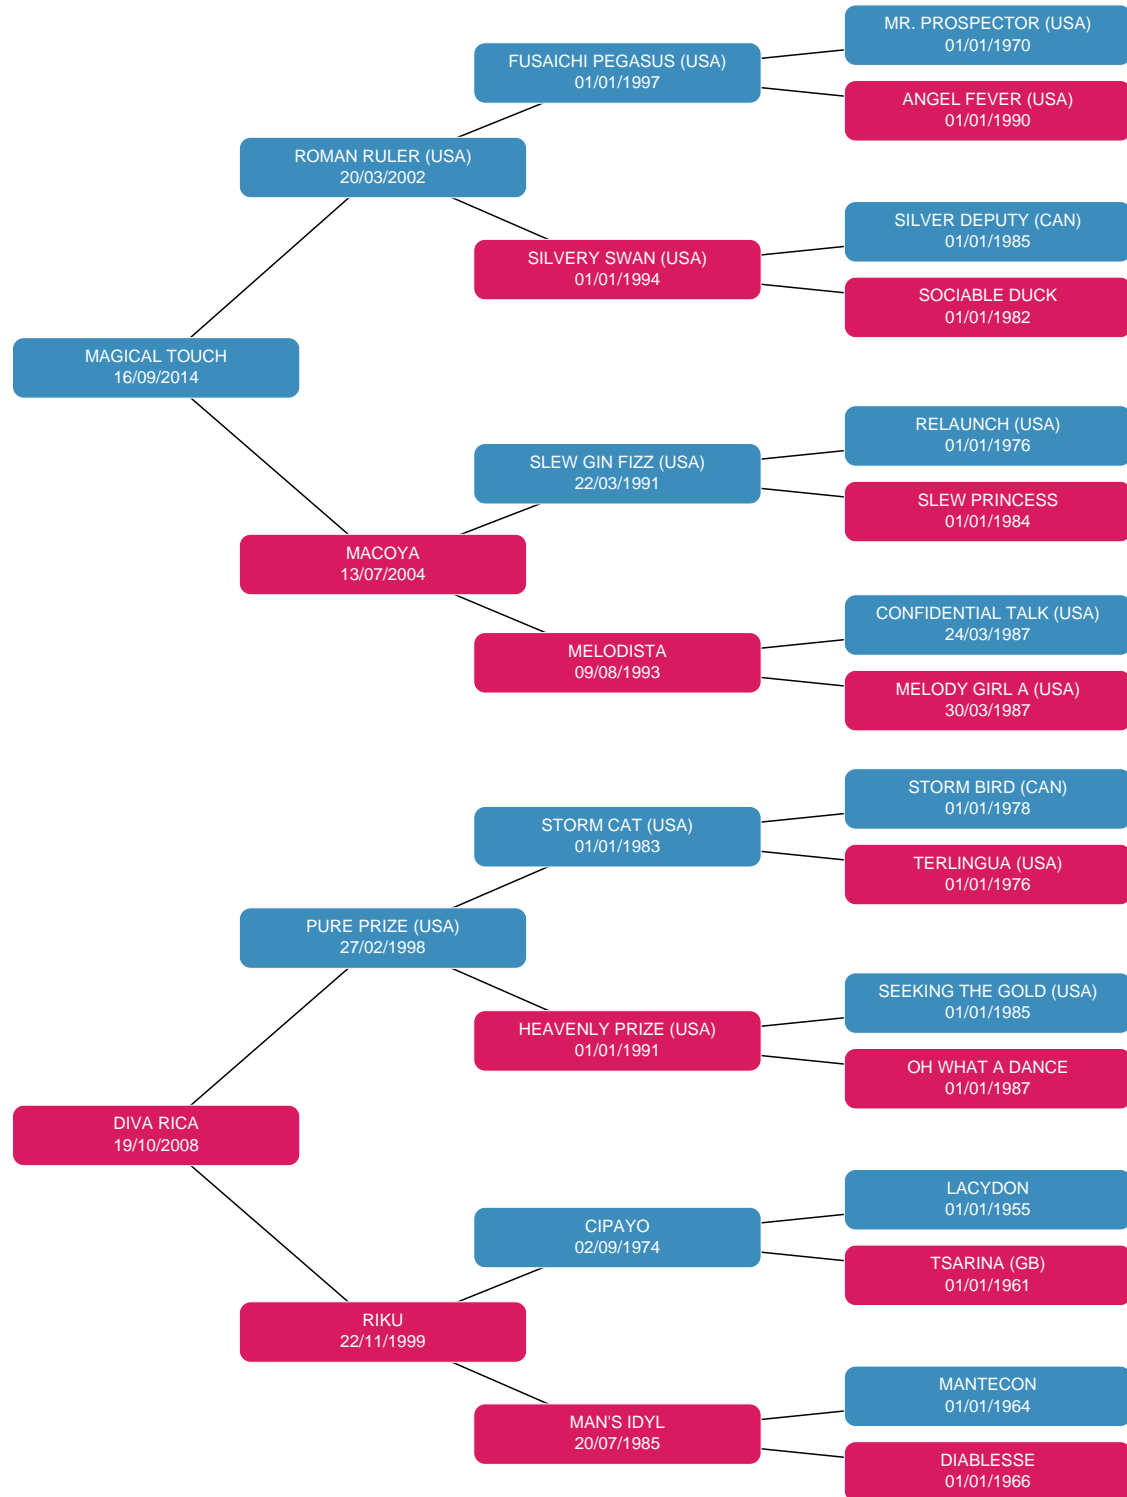 MR. PROSPECTOR (USA)
01/01/1970
FUSAICHI PEGASUS (USA)
01/01/1997
ANGEL FEVER (USA)
01/01/1990
ROMAN RULER (USA)
20/03/2002
SILVER DEPUTY (CAN)
01/01/1985
SILVERY SWAN (USA)
01/01/1994
SOCIABLE DUCK
01/01/1982
MAGICAL TOUCH
16/09/2014
RELAUNCH (USA)
01/01/1976
SLEW GIN FIZZ (USA)
22/03/1991
SLEW PRINCESS
01/01/1984
MACOYA
13/07/2004
CONFIDENTIAL TALK (USA)
24/03/1987
MELODISTA
09/08/1993
MELODY GIRL A (USA)
30/03/1987
STORM BIRD (CAN)
01/01/1978
STORM CAT (USA)
01/01/1983
TERLINGUA (USA)
01/01/1976
PURE PRIZE (USA)
27/02/1998
SEEKING THE GOLD (USA)
01/01/1985
HEAVENLY PRIZE (USA)
01/01/1991
OH WHAT A DANCE
01/01/1987
DIVA RICA
19/10/2008
LACYDON
01/01/1955
CIPAYO
02/09/1974
TSARINA (GB)
01/01/1961
RIKU
22/11/1999
MANTECON
01/01/1964
MAN'S IDYL
20/07/1985
DIABLESSE
01/01/1966